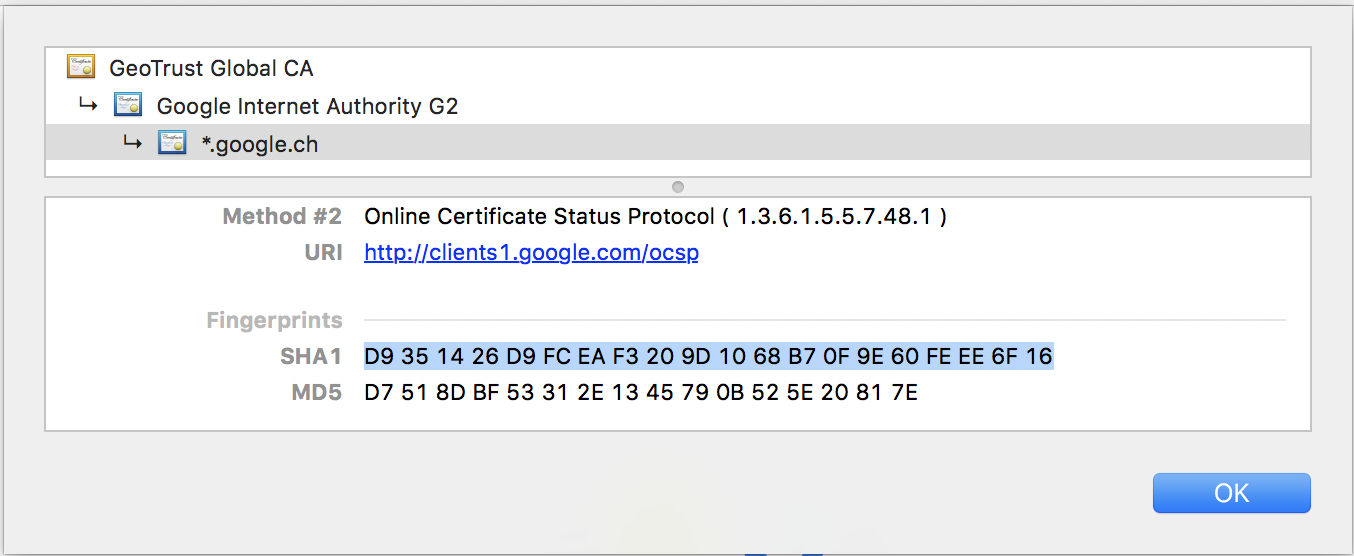 GeoTrust Global CA
Google Internet Authority G2
*.google.ch
Method #2 Online Certificate Status Protocol ( 1.3.6.1.5.5.7.48.1 )
URI http://clients1.google.com/ocsp
Fingerprints
SHA1 D9 35 14 26 D9 FC EA F3 20 9D 10 68 B7 0F 9E 60 FE EE 6F 16
MD5 D7 51 8D BF 53 31 2E 13 45 79 0B 52 5E 20 81 7E
OK